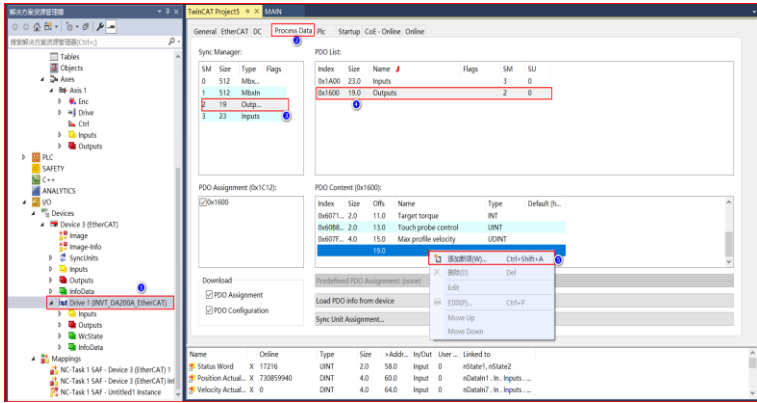 解决方案资源管理器
搜索解决方案资源管理器(Ctrl+;)
Tables
Objects
Axes
Axis 1
Enc
Drive
Ctrl
Inputs
Outputs
PLC
SAFETY
C++
ANALYTICS
I/O
Devices
Device 3 (EtherCAT)
Image
Image-Info
SyncUnits
Inputs
Outputs
InfoData
1
Drive 1 (INVT_DA200A_EtherCAT)
Inputs
Outputs
WcState
InfoData
Mappings
NC-Task 1 SAF - Device 3 (EtherCAT) 1
NC-Task 1 SAF - Device 3 (EtherCAT) Inf
NC-Task 1 SAF - Untitled1 Instance
TwinCAT Project5 MAIN
General EtherCAT DC Process Data Plc Startup CoE - Online Online
2
Sync Manager:
SM Size Type Flags
0 512 Mbx...
1 512 MbxIn
2 19 Outp...
3 23 Inputs
3
PDO List:
Index Size Name Flags SM SU
0x1A00 23.0 Inputs 3 0
0x1600 19.0 Outputs 2 0
4
PDO Assignment (0x1C12):
0x1600
PDO Content (0x1600):
Index Size Offs Name Type Default (h...
0x6071... 2.0 11.0 Target torque INT
0x60B8... 2.0 13.0 Touch probe control UINT
0x607F... 4.0 15.0 Max profile velocity UDINT
19.0
添加新项(W)... Ctrl+Shift+A
5
删除(D) Del
Edit
打印(P)... Ctrl+P
Move Up
Move Down
Download
PDO Assignment
PDO Configuration
Predefined PDO Assignment: (none)
Load PDO info from device
Sync Unit Assignment...
Name Online Type Size >Addr... In/Out User ... Linked to
Status Word X 17216 UINT 2.0 58.0 Input 0 nState1, nState2
Position Actual... X 730859940 DINT 4.0 60.0 Input 0 nDataIn1 . In . Inputs . ...
Velocity Actual... X 0 DINT 4.0 64.0 Input 0 nDataIn7 . In . Inputs . ...